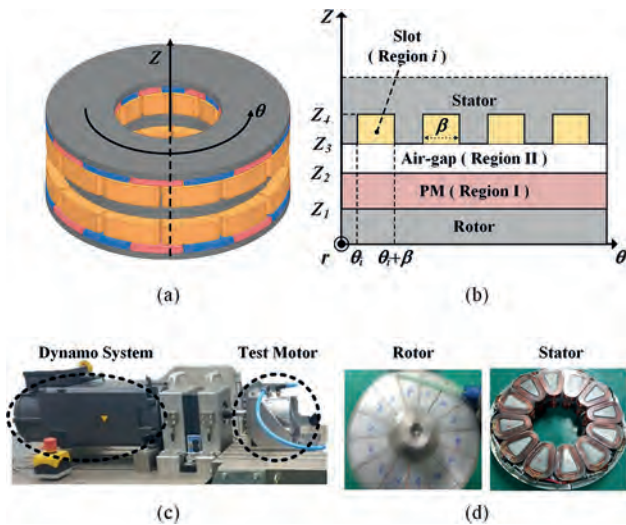 Z
θ
(a)
Z
Slot
( Region i )
Stator
Z4
β
Z3
Air-gap ( Region II )
Z2
PM ( Region I )
Z1
Rotor
r
θi
θi+β
θ
(b)
Dynamo System
Test Motor
(c)
Rotor
Stator
(d)